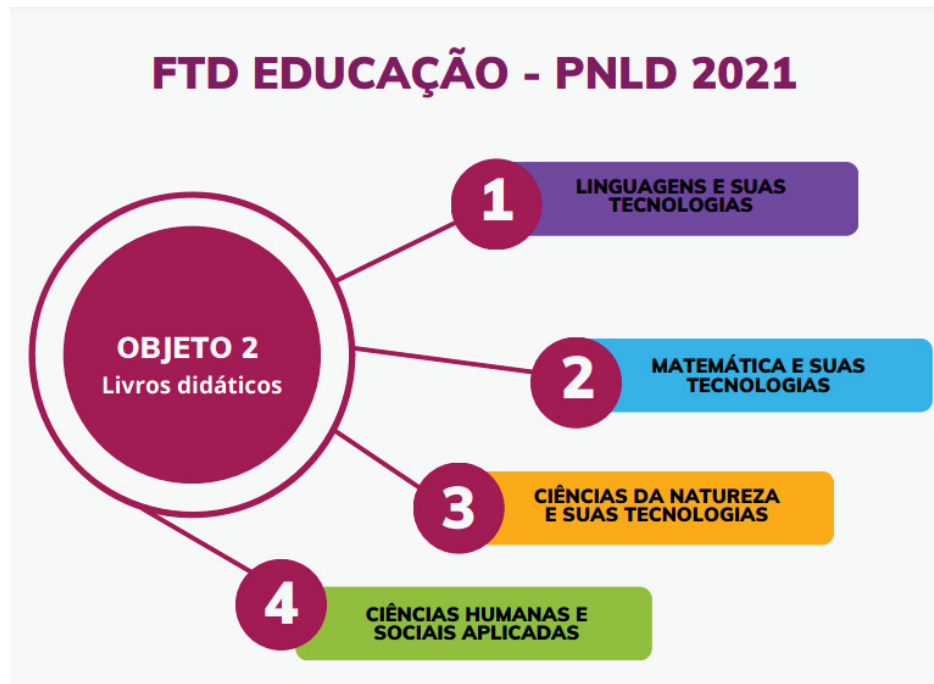 FTD EDUCAÇÃO - PNLD 2021
OBJETO 2
Livros didáticos
1
LINGUAGENS E SUAS
TECNOLOGIAS
2
MATEMÁTICA E SUAS
TECNOLOGIAS
3
CIÊNCIAS DA NATUREZA
E SUAS TECNOLOGIAS
4
CIÊNCIAS HUMANAS E
SOCIAIS APLICADAS